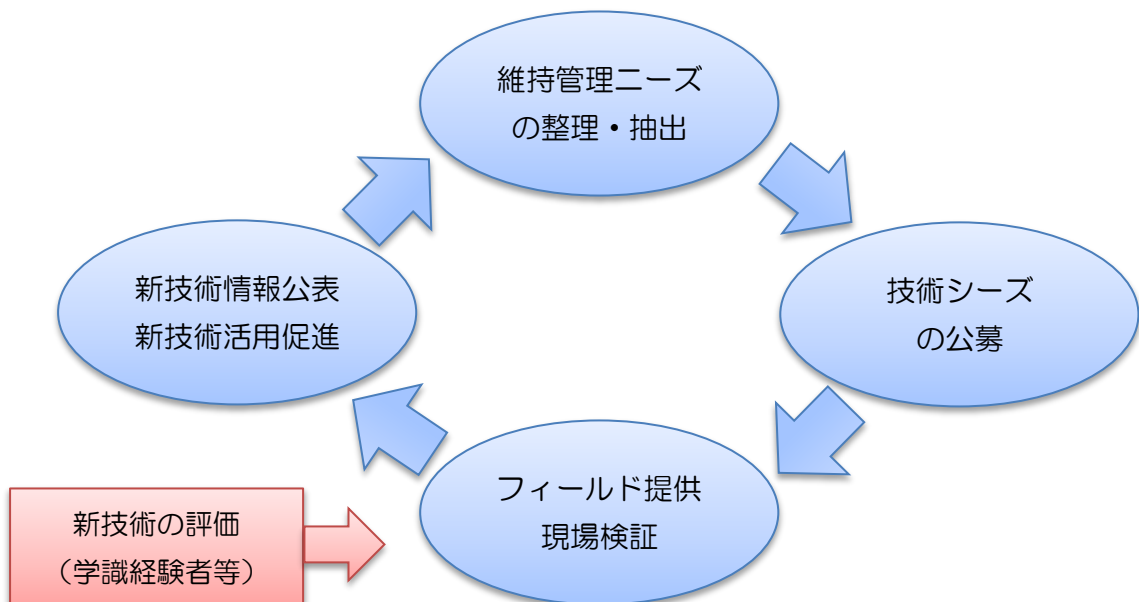 維持管理ニーズ
の整理・抽出
技術シーズ
の公募
フィールド提供
現場検証
新技術情報公表
新技術活用促進
新技術の評価
（学識経験者等）